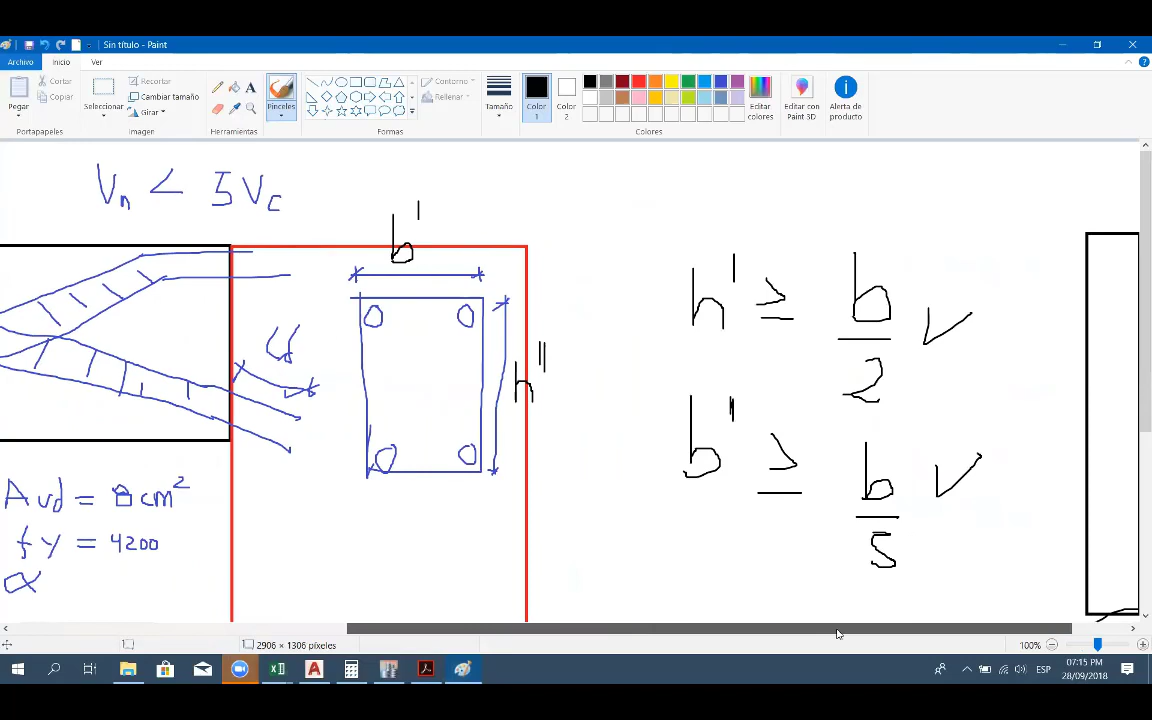 Sin título - Paint
Archivo
Inicio
Ver
Pegar
Cortar
Copiar
Portapapeles
Seleccionar
Recortar
Cambiar tamaño
Girar
Imagen
Herramientas
Pinceles
Contorno
Rellenar
Formas
Tamaño
Color 1
Color 2
Editar colores
Colores
Editar con Paint 3D
Alerta de producto
Vn < 5Vc
b'
h''
h' ≥ b/2 ✓
b' ≥ b/5 ✓
Avd = 8cm²
fy = 4200
α
2906 × 1306 píxeles
100%
ESP
07:15 PM
28/09/2018